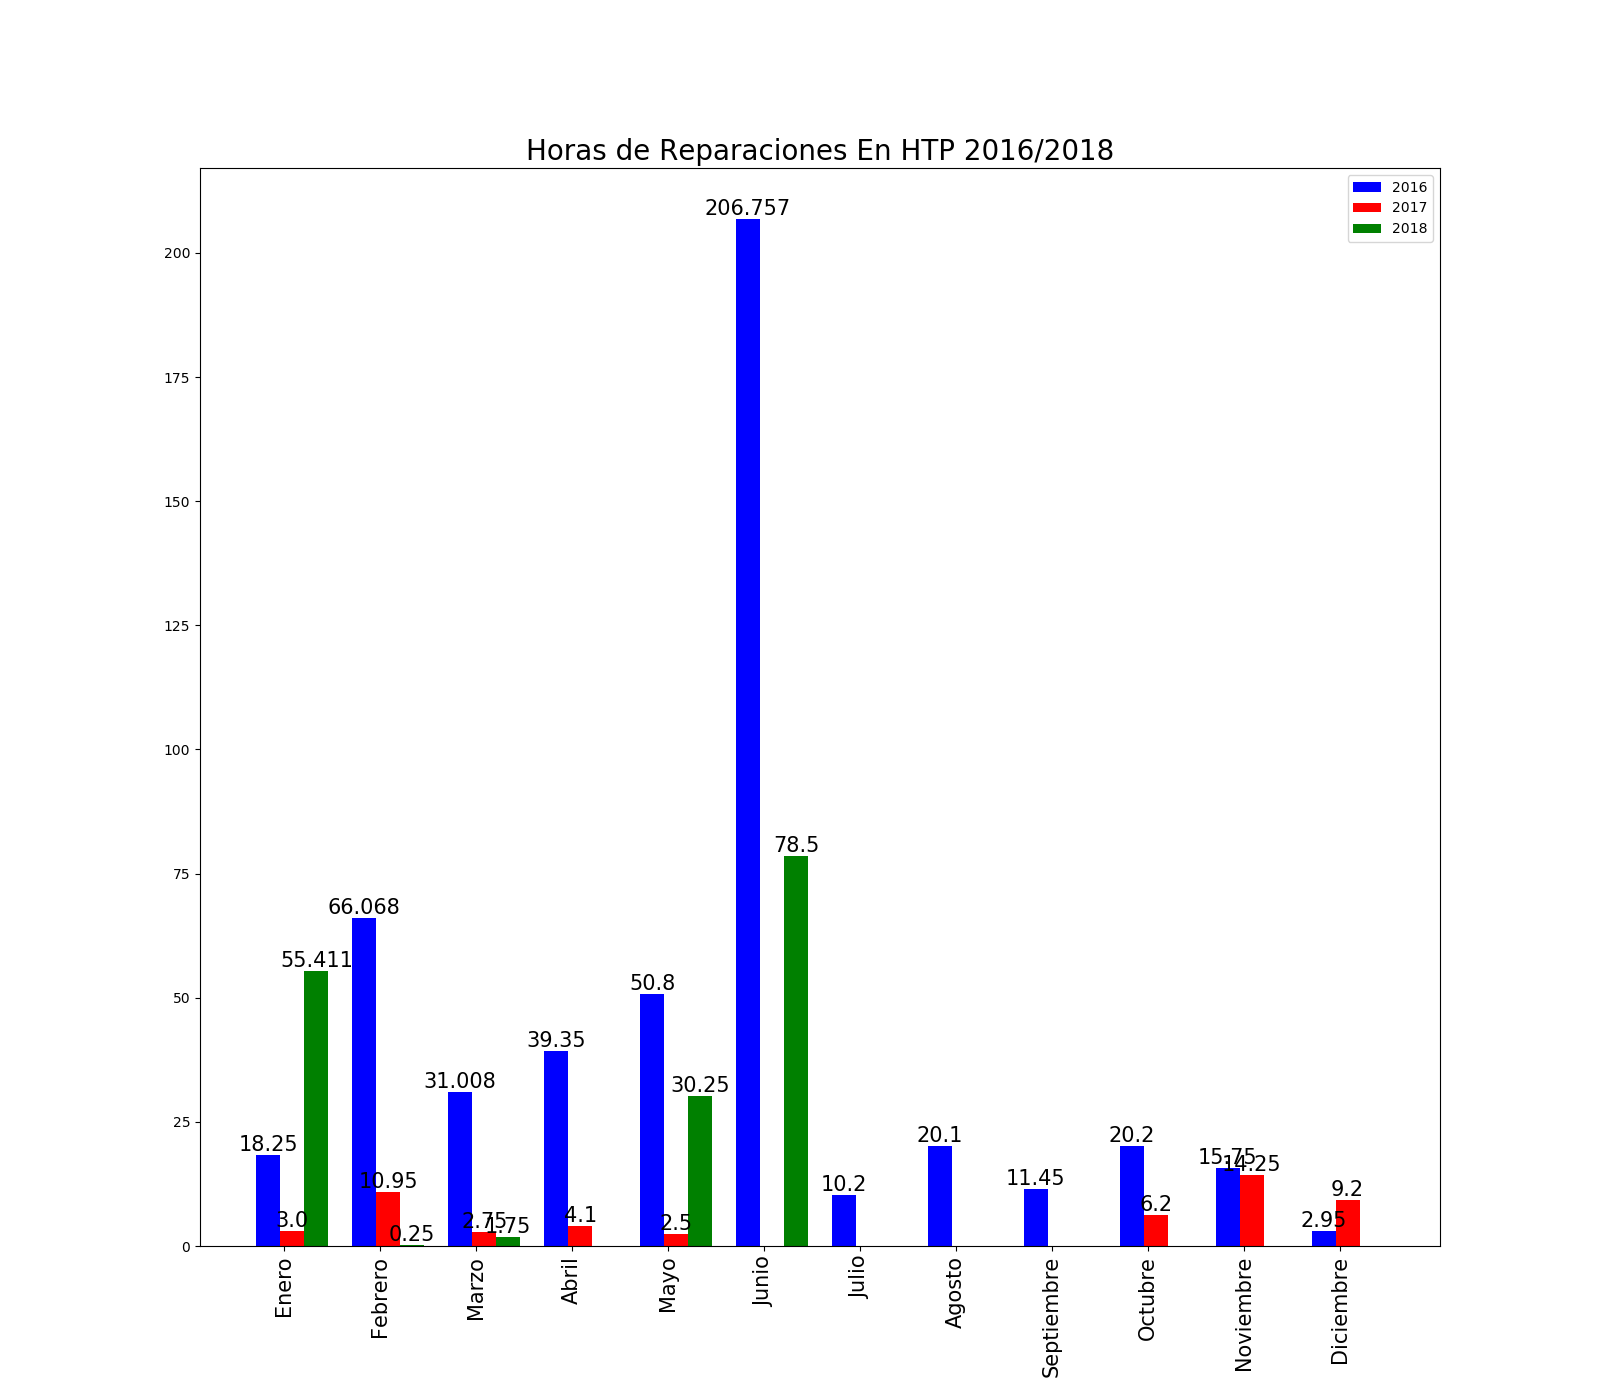 Horas de Reparaciones En HTP 2016/2018
2016
2017
2018
200
175
150
125
100
75
50
25
0
206.757
78.5
66.068
55.411
50.8
39.35
31.008
30.25
18.25
3.0
10.95
0.25
2.75
1.75
4.1
2.5
10.2
20.1
11.45
20.2
6.2
15.75
14.25
2.95
9.2
Enero
Febrero
Marzo
Abril
Mayo
Junio
Julio
Agosto
Septiembre
Octubre
Noviembre
Diciembre